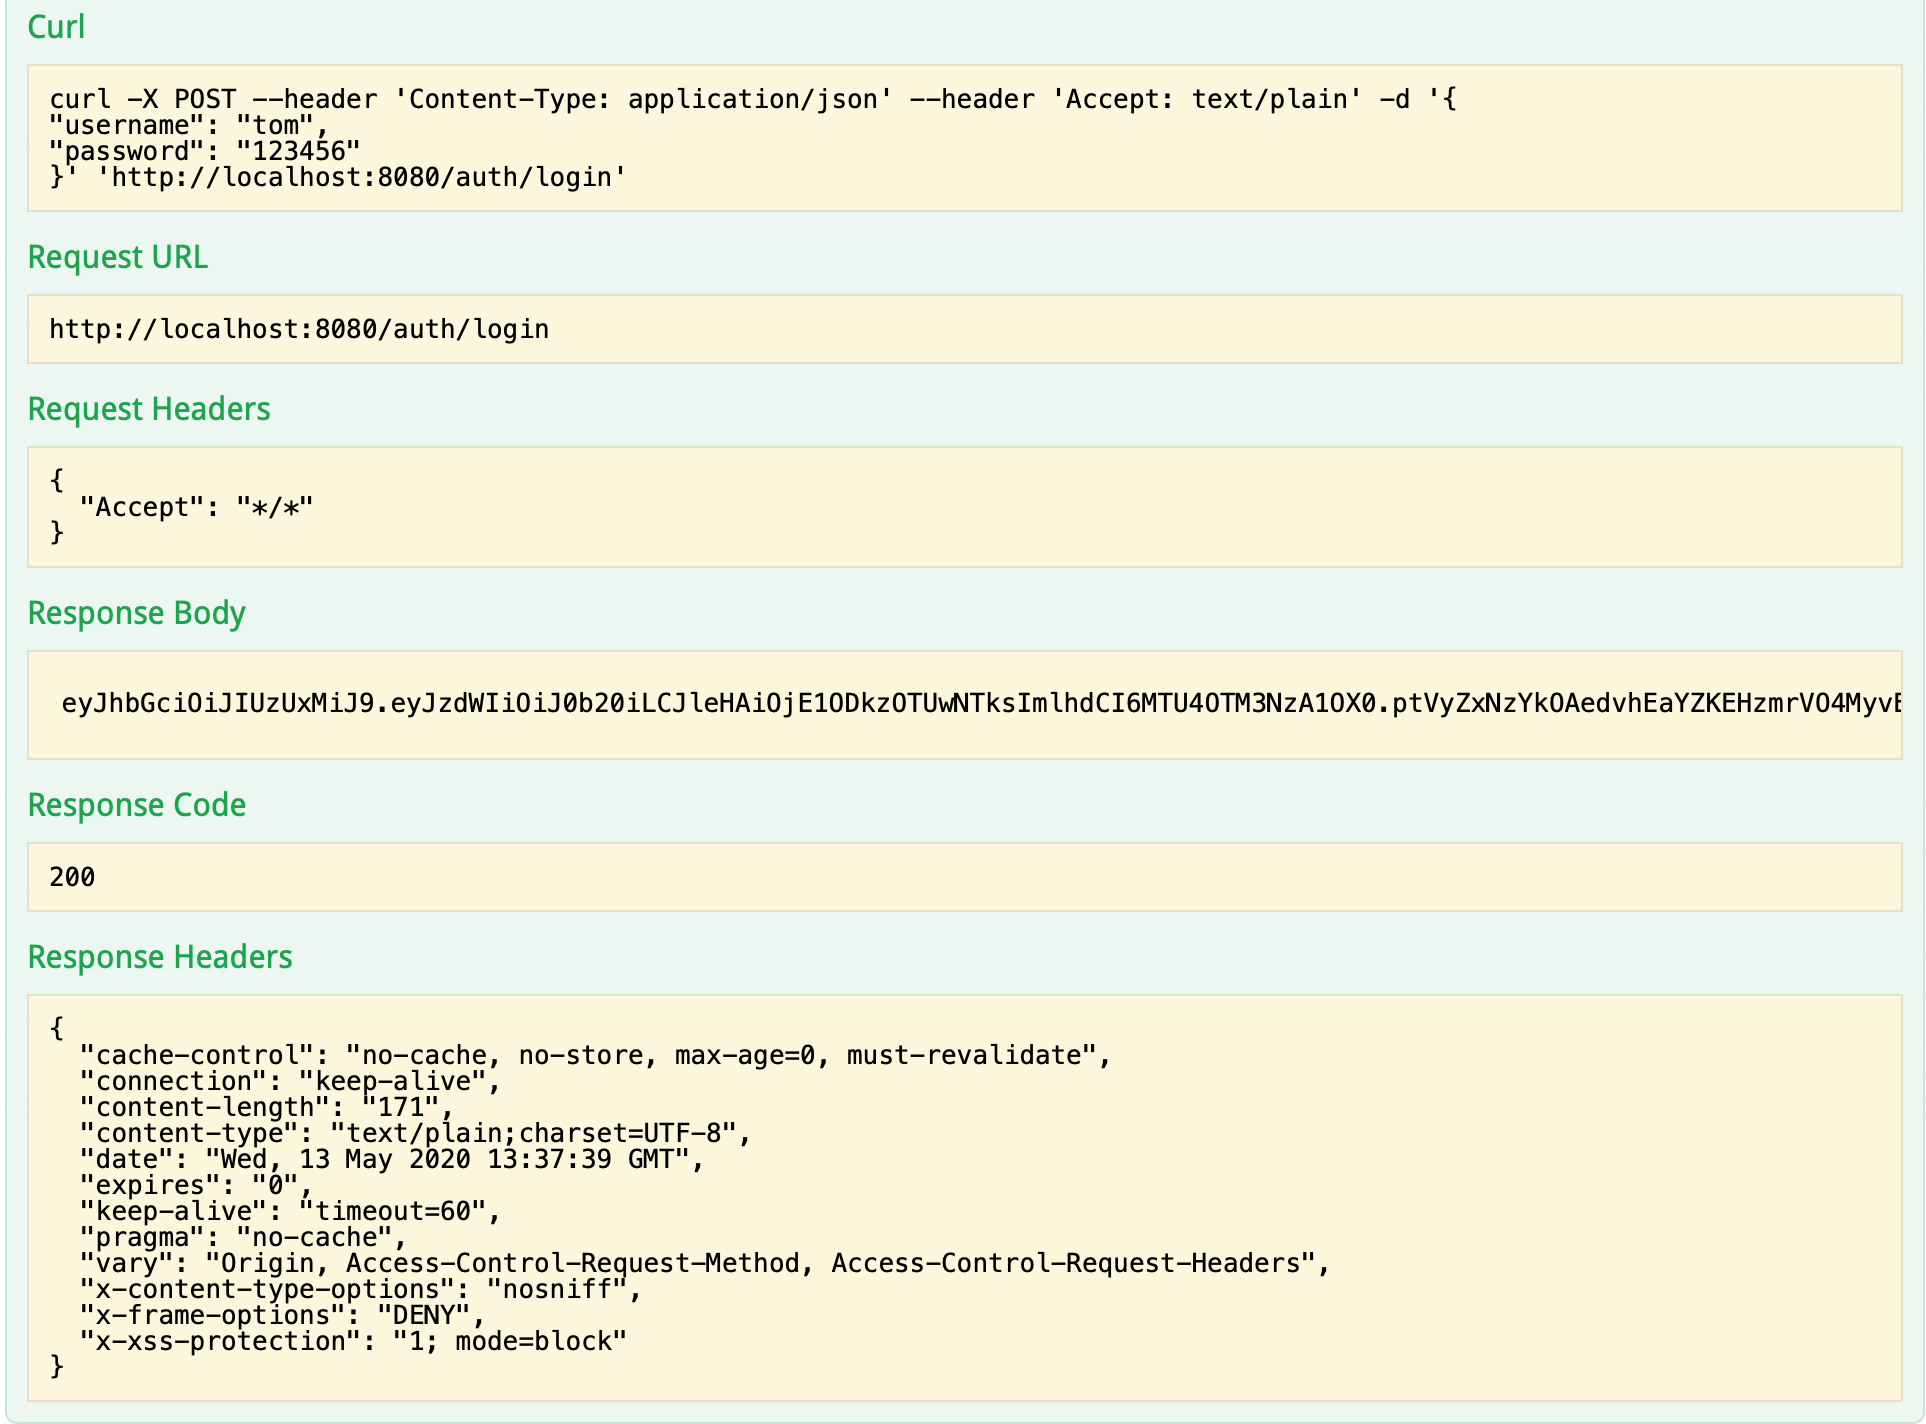 Curl
curl -X POST --header 'Content-Type: application/json' --header 'Accept: text/plain' -d '{
"username": "tom",
"password": "123456"
}' 'http://localhost:8080/auth/login'
Request URL
http://localhost:8080/auth/login
Request Headers
{
  "Accept": "*/*"
}
Response Body
eyJhbGciOiJIUzUxMiJ9.eyJzdWIiOiJ0b20iLCJleHAiOjE1ODkzOTUwNTksImlhdCI6MTU4OTM3NzA1OX0.ptVyZxNzYkOAedvhEaYZKEHzmrVO4MyvE
Response Code
200
Response Headers
{
  "cache-control": "no-cache, no-store, max-age=0, must-revalidate",
  "connection": "keep-alive",
  "content-length": "171",
  "content-type": "text/plain;charset=UTF-8",
  "date": "Wed, 13 May 2020 13:37:39 GMT",
  "expires": "0",
  "keep-alive": "timeout=60",
  "pragma": "no-cache",
  "vary": "Origin, Access-Control-Request-Method, Access-Control-Request-Headers",
  "x-content-type-options": "nosniff",
  "x-frame-options": "DENY",
  "x-xss-protection": "1; mode=block"
}